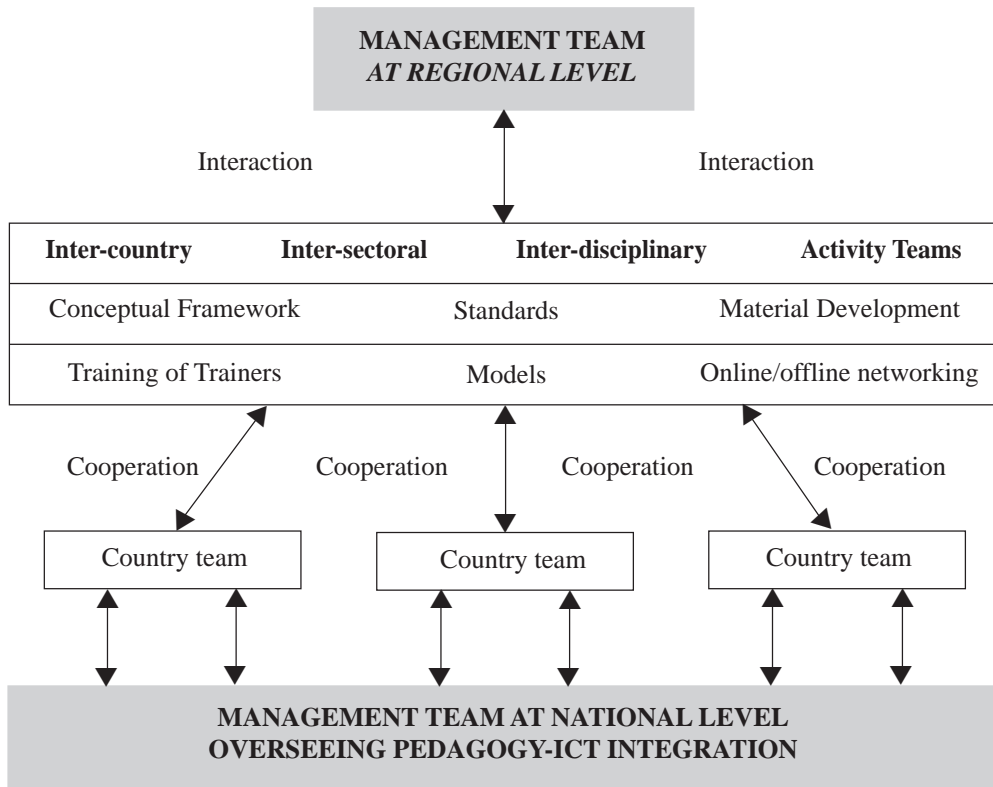 MANAGEMENT TEAM
AT REGIONAL LEVEL
Interaction Interaction
Inter-country Inter-sectoral Inter-disciplinary Activity Teams
Conceptual Framework Standards Material Development
Training of Trainers Models Online/offline networking
Cooperation Cooperation Cooperation Cooperation
Country team Country team Country team
MANAGEMENT TEAM AT NATIONAL LEVEL
OVERSEEING PEDAGOGY-ICT INTEGRATION